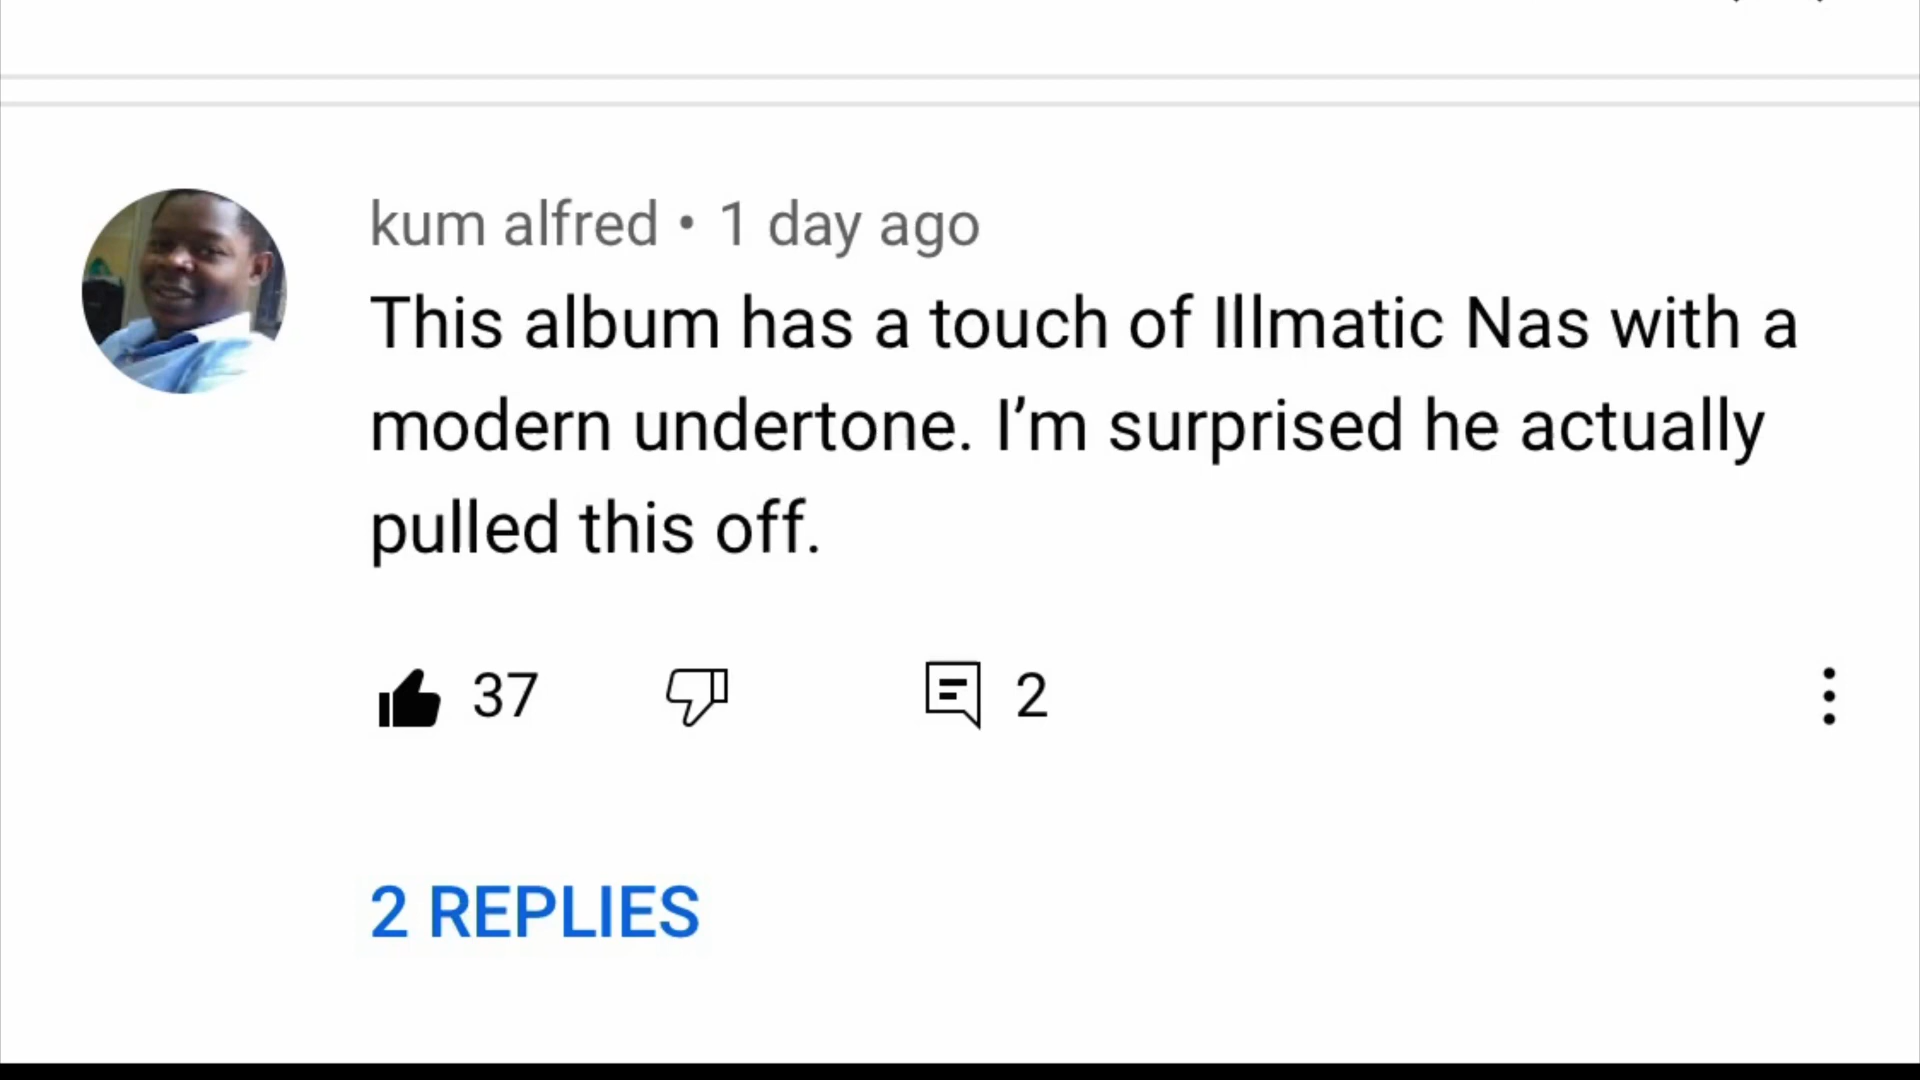 kum alfred • 1 day ago
This album has a touch of Illmatic Nas with a
modern undertone. I’m surprised he actually
pulled this off.
37
2
2 REPLIES